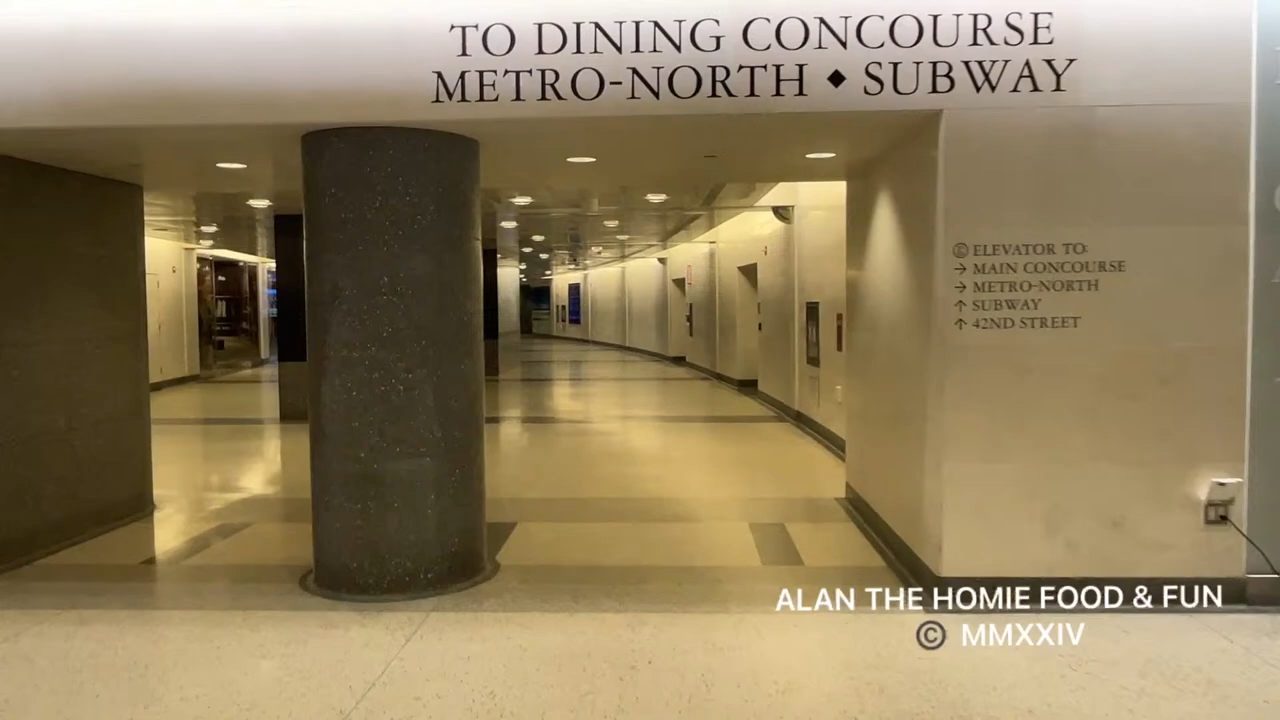 TO DINING CONCOURSE
METRO-NORTH ◆ SUBWAY
ELEVATOR TO:
→ MAIN CONCOURSE
→ METRO-NORTH
↑ SUBWAY
↑ 42ND STREET
ALAN THE HOMIE FOOD & FUN
© MMXXIV